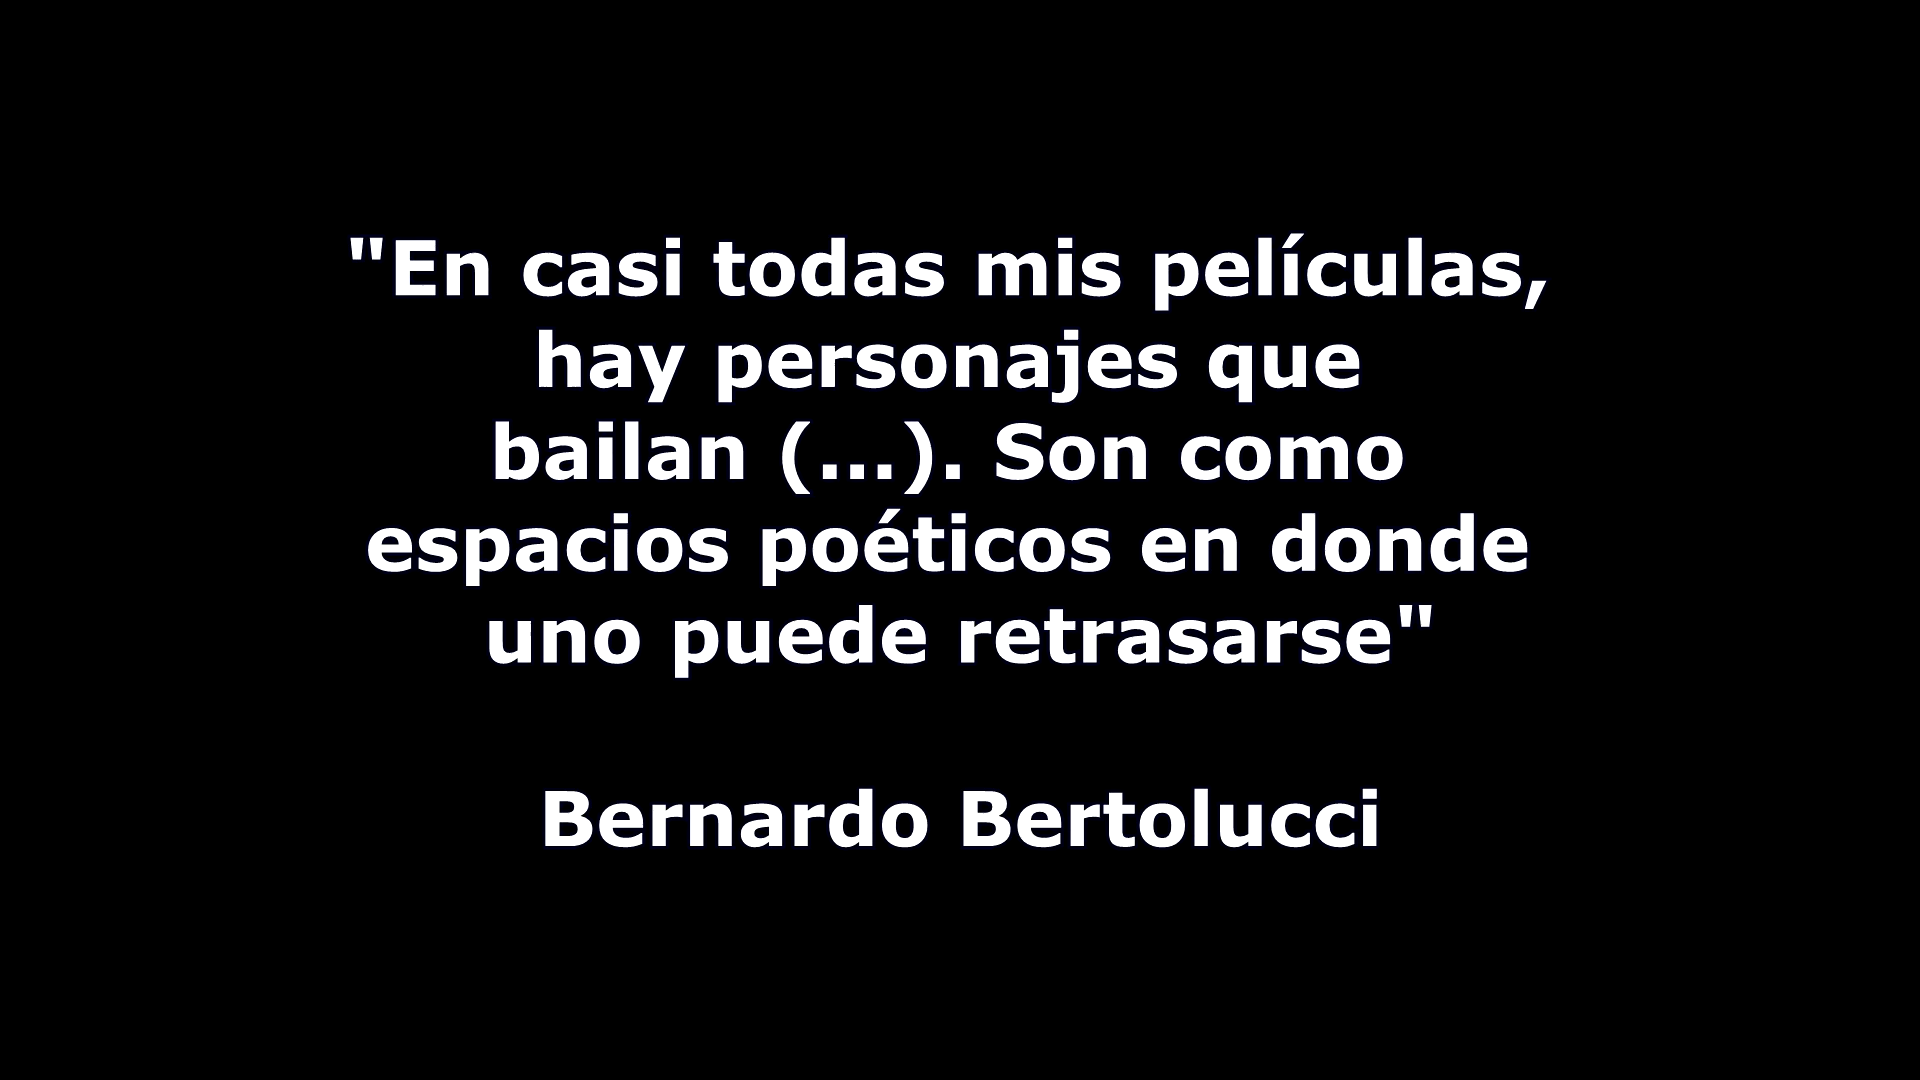 "En casi todas mis películas,
hay personajes que
bailan (...). Son como
espacios poéticos en donde
uno puede retrasarse"
Bernardo Bertolucci